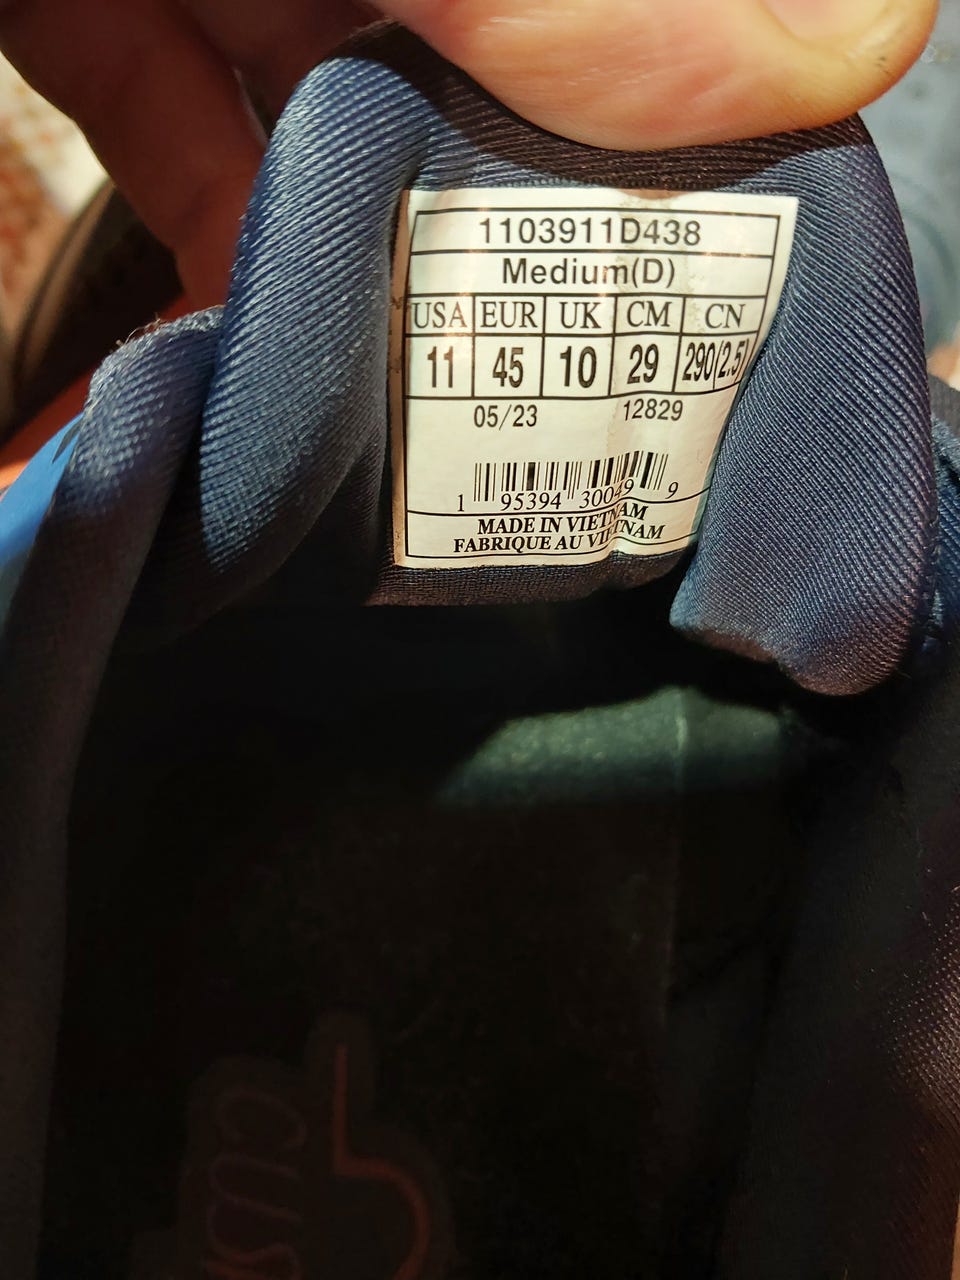 1103911D438
Medium(D)
USA EUR UK CM CN
11 45 10 29 290(2.5)
05/23 12829
1 95394 30049 9
MADE IN VIETNAM
FABRIQUE AU VIETNAM